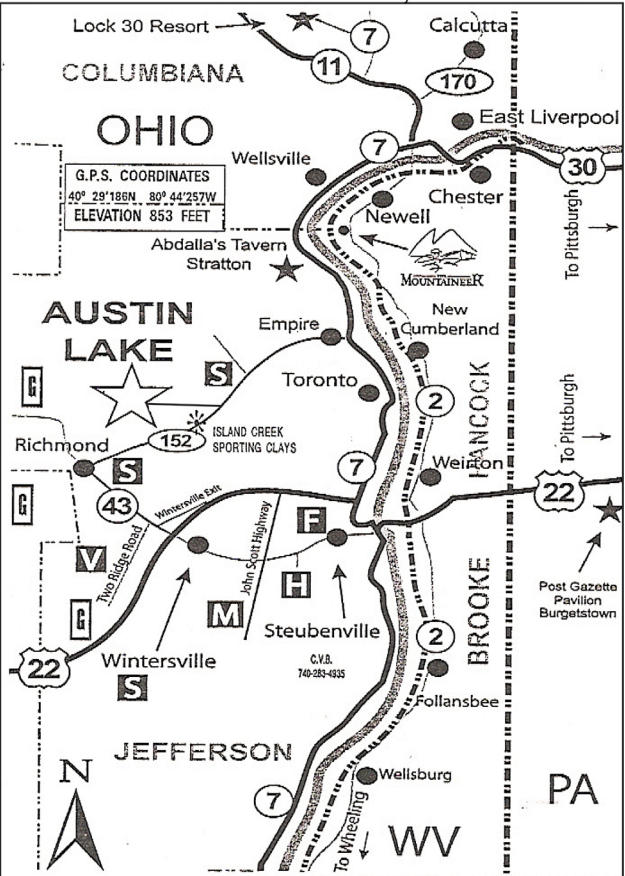 Lock 30 Resort
7
Calcutta
COLUMBIANA
11
170
OHIO
East Liverpool
7
Wellsville
30
G.P.S. COORDINATES
40° 29'186N 80° 44'257W
ELEVATION 853 FEET
Chester
Newell
To Pittsburgh
Abdalla's Tavern
Stratton
THE
MOUNTAINEER
AUSTIN
LAKE
Empire
New
Cumberland
S
G
Toronto
HANCOCK
2
To Pittsburgh
152
ISLAND CREEK
SPORTING CLAYS
Richmond
S
7
Weirton
22
43
Wintersville Exit
G
F
John Scott Highway
Two Ridge Road
V
H
M
BROOKE
Post Gazette
Pavilion
Burgetstown
G
Steubenville
2
22
Wintersville
S
C.V.B.
740-283-4935
Follansbee
JEFFERSON
N
7
Wellsburg
PA
To Wheeling
WV